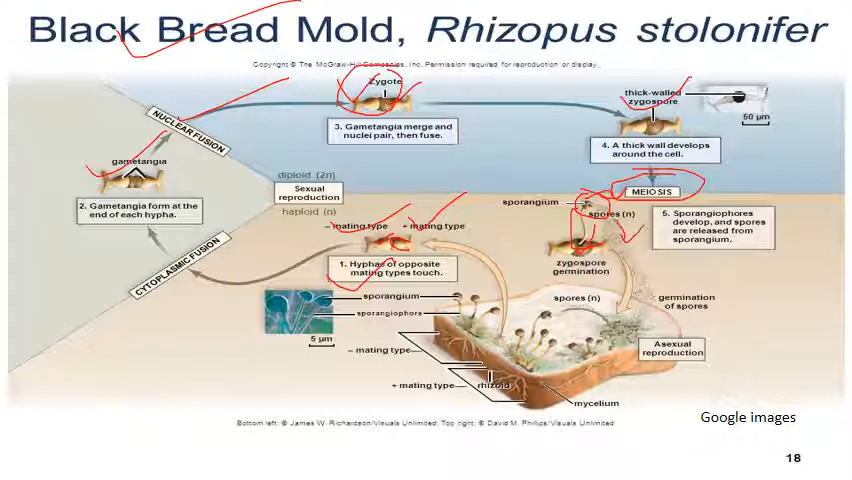 Black Bread Mold, Rhizopus stolonifer
Copyright © The McGraw-Hill Companies, Inc. Permission required for reproduction or display.
Zygote
thick-walled
zygospore
50 µm
NUCLEAR FUSION
3. Gametangia merge and
nuclei pair, then fuse.
4. A thick wall develops
around the cell.
gametangia
diploid (2n)
Sexual
reproduction
haploid (n)
MEIOSIS
sporangium
spores (n)
2. Gametangia form at the
end of each hypha.
5. Sporangiophores
develop, and spores
are released from
sporangium.
– mating type
+ mating type
CYTOPLASMIC FUSION
1. Hyphae of opposite
mating types touch.
zygospore
germination
sporangium
sporangiophore
5 µm
spores (n)
germination
of spores
Asexual
reproduction
– mating type
+ mating type
rhizoid
mycelium
Google images
Bottom left: © James W. Richardson/Visuals Unlimited; Top right: © David M. Phillips/Visuals Unlimited
18